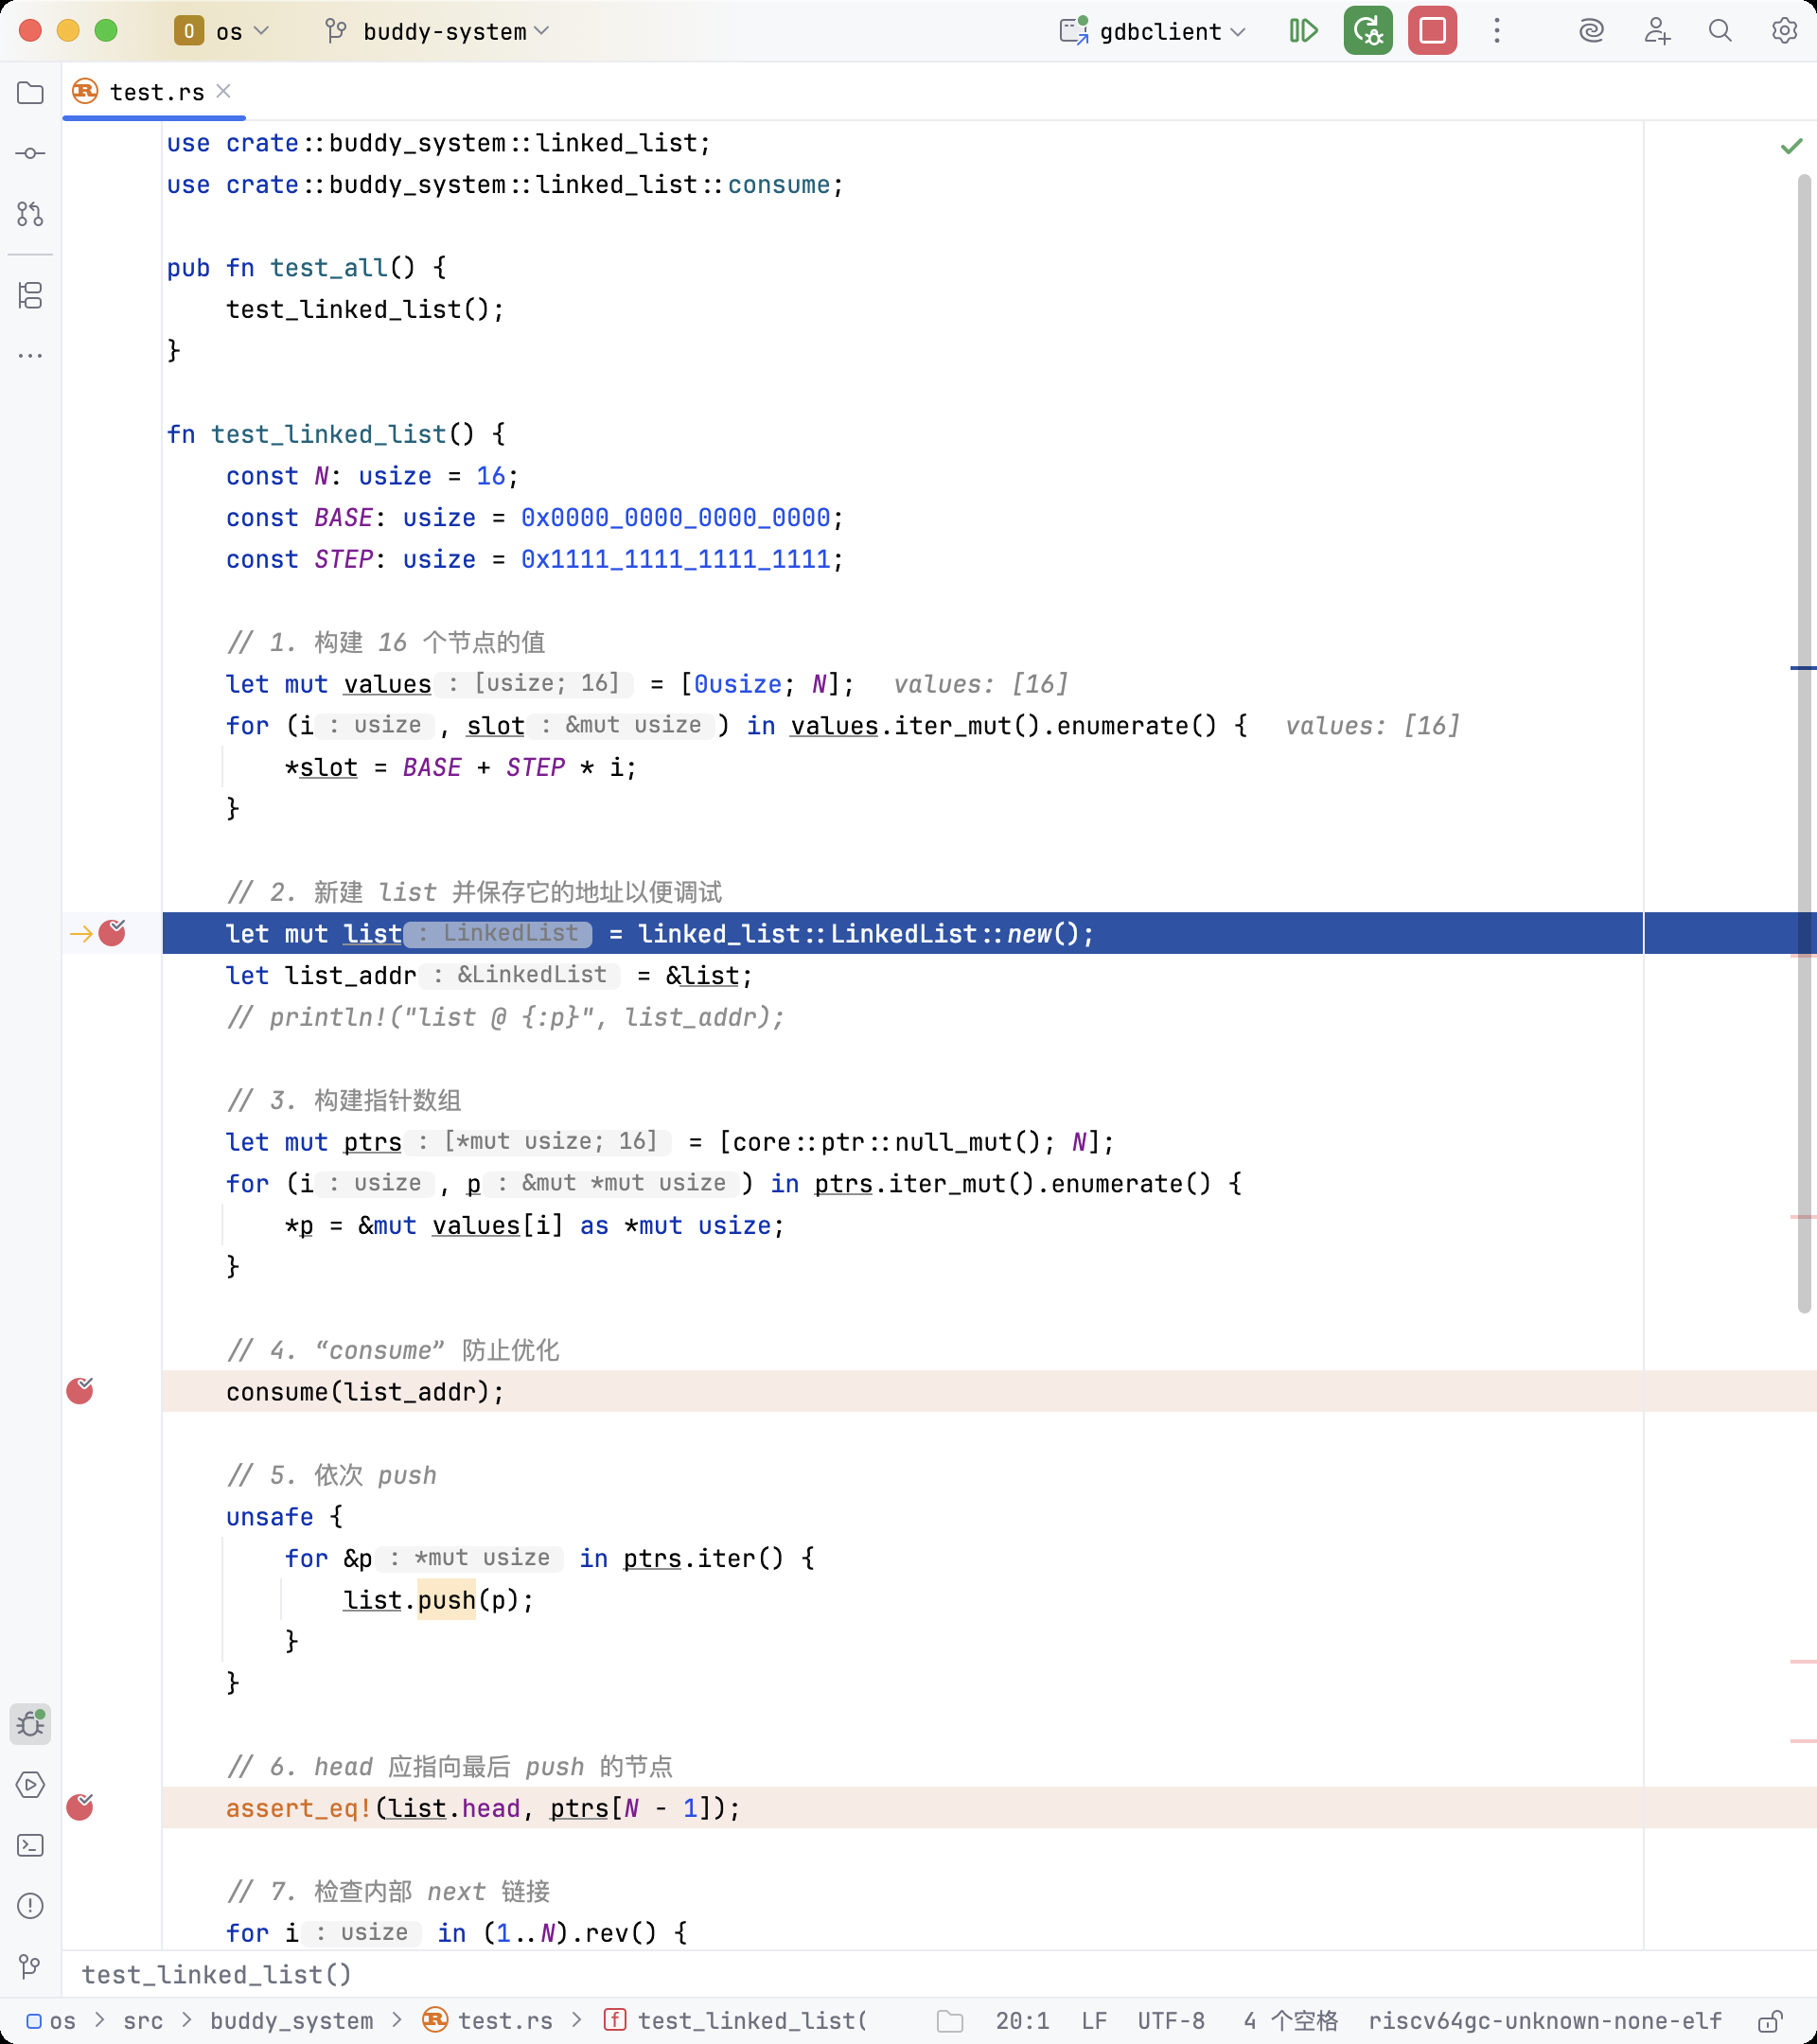 O os buddy-system gdbclient
test.rs
use crate::buddy_system::linked_list;
use crate::buddy_system::linked_list::consume;
pub fn test_all() {
    test_linked_list();
}
fn test_linked_list() {
    const N: usize = 16;
    const BASE: usize = 0x0000_0000_0000_0000;
    const STEP: usize = 0x1111_1111_1111_1111;
    // 1. 构建 16 个节点的值
    let mut values : [usize; 16] = [0usize; N]; values: [16]
    for (i : usize , slot : &mut usize ) in values.iter_mut().enumerate() { values: [16]
        *slot = BASE + STEP * i;
    }
    // 2. 新建 list 并保存它的地址以便调试
    let mut list : LinkedList = linked_list::LinkedList::new();
    let list_addr : &LinkedList = &list;
    // println!("list @ {:p}", list_addr);
    // 3. 构建指针数组
    let mut ptrs : [*mut usize; 16] = [core::ptr::null_mut(); N];
    for (i : usize , p : &mut *mut usize ) in ptrs.iter_mut().enumerate() {
        *p = &mut values[i] as *mut usize;
    }
    // 4. “consume” 防止优化
    consume(list_addr);
    // 5. 依次 push
    unsafe {
        for &p : *mut usize in ptrs.iter() {
            list.push(p);
        }
    }
    // 6. head 应指向最后 push 的节点
    assert_eq!(list.head, ptrs[N - 1]);
    // 7. 检查内部 next 链接
    for i : usize in (1..N).rev() {
test_linked_list()
os > src > buddy_system > test.rs > f test_linked_list( 20:1 LF UTF-8 4 个空格 riscv64gc-unknown-none-elf